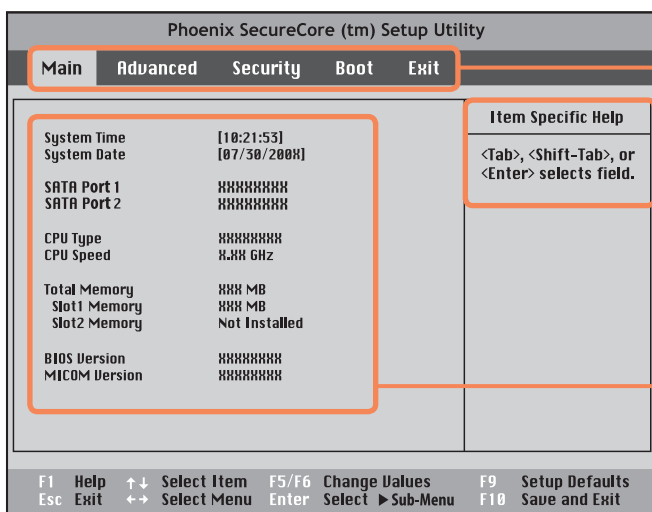 Phoenix SecureCore (tm) Setup Utility
Main Advanced Security Boot Exit
Item Specific Help
<Tab>, <Shift-Tab>, or
<Enter> selects field.
System Time [10:21:53]
System Date [07/30/200X]
SATA Port 1 XXXXXXXX
SATA Port 2 XXXXXXXX
CPU Type XXXXXXXX
CPU Speed X.XX GHz
Total Memory XXX MB
Slot1 Memory XXX MB
Slot2 Memory Not Installed
BIOS Version XXXXXXXX
MICOM Version XXXXXXXX
F1 Help ↑↓ Select Item F5/F6 Change Values F9 Setup Defaults
Esc Exit ←→ Select Menu Enter Select ▶Sub-Menu F10 Save and Exit